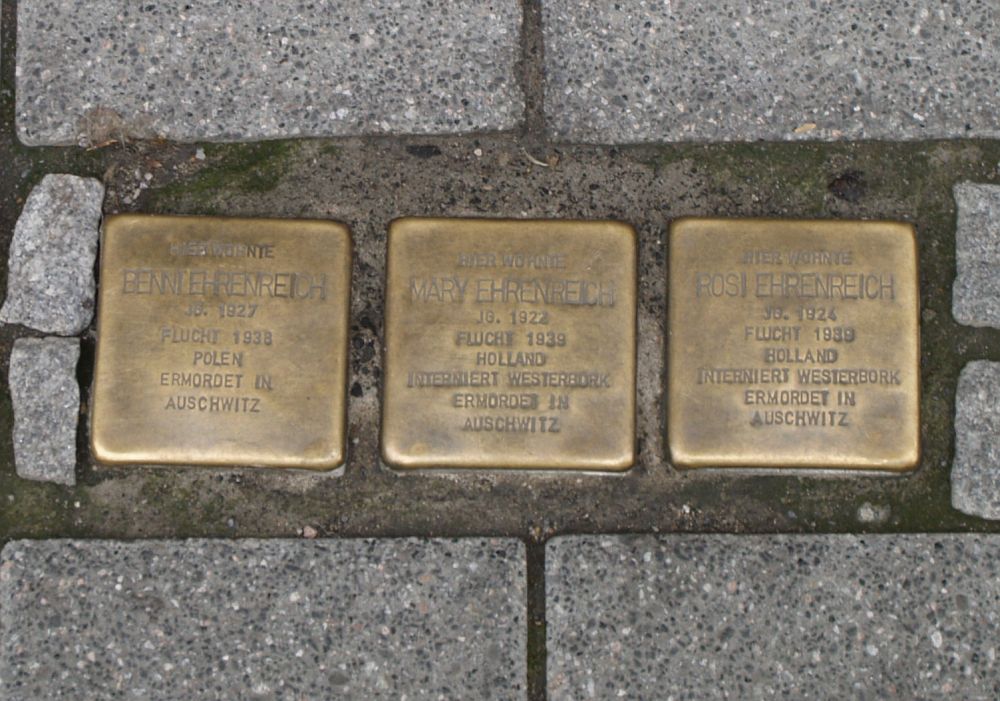 HIER WOHNTE
BENNI EHRENREICH
JG. 1927
FLUCHT 1938
POLEN
ERMORDET IN
AUSCHWITZ
HIER WOHNTE
MARY EHRENREICH
JG. 1922
FLUCHT 1939
HOLLAND
INTERNIERT WESTERBORK
ERMORDET IN
AUSCHWITZ
HIER WOHNTE
ROSI EHRENREICH
JG. 1924
FLUCHT 1939
HOLLAND
INTERNIERT WESTERBORK
ERMORDET IN
AUSCHWITZ